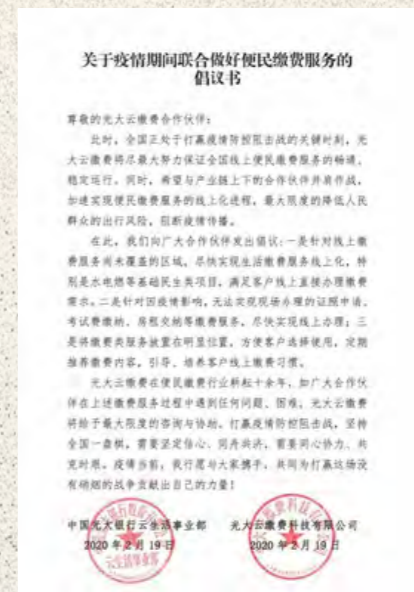 关于疫情期间联合做好便民缴费服务的
倡议书
尊敬的光大云缴费合作伙伴：
此时，全国正处于打赢疫情防控阻击战的关键时刻，光
大云缴费将尽最大努力保证全国线上便民缴费服务的畅通、
稳定运行。同时，希望与产业链上下的合作伙伴并肩作战，
加速实现便民缴费服务的线上化进程，最大限度的降低人民
群众的出行风险，阻断疫情传播。
在此，我们向广大合作伙伴发出倡议：一是针对线上缴
费服务尚未覆盖的区域，尽快实现生活缴费服务线上化，特
别是水电燃等基础民生类项目，满足客户线上直接办理缴费
需求。二是针对因疫情影响，无法实现现场办理的证照申请、
考试费缴纳、房租交纳等缴费服务，尽快实现线上办理；三
是将缴费类服务放置在明显位置，方便客户选择使用，定期
推荐缴费内容，引导、培养客户线上缴费习惯。
光大云缴费在便民缴费行业耕耘十余年，如广大合作伙
伴在上述缴费服务过程中遇到任何问题、困难，光大云缴费
将给予最大限度的咨询与协助。打赢疫情防控阻击战，坚持
全国一盘棋，需要坚定信心、同舟共济，需要同心协力、共
克时艰。疫情当前，我行愿与大家携手，共同为打赢这场没
有硝烟的战争贡献出自己的力量！
中国光大银行云生活事业部 光大云缴费科技有限公司
2020 年 2 月 19 日 2020 年 2 月 19 日